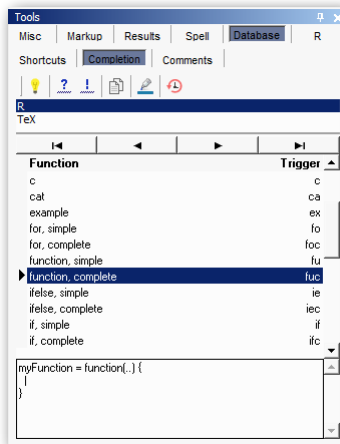 Tools
Misc Markup Results Spell Database R
Shortcuts Completion Comments
R
TeX
Function Trigger
c c
cat ca
example ex
for, simple fo
for, complete foc
function, simple fu
function, complete fuc
ifelse, simple ie
ifelse, complete iec
if, simple if
if, complete ifc
myFunction = function(..) {
|
}